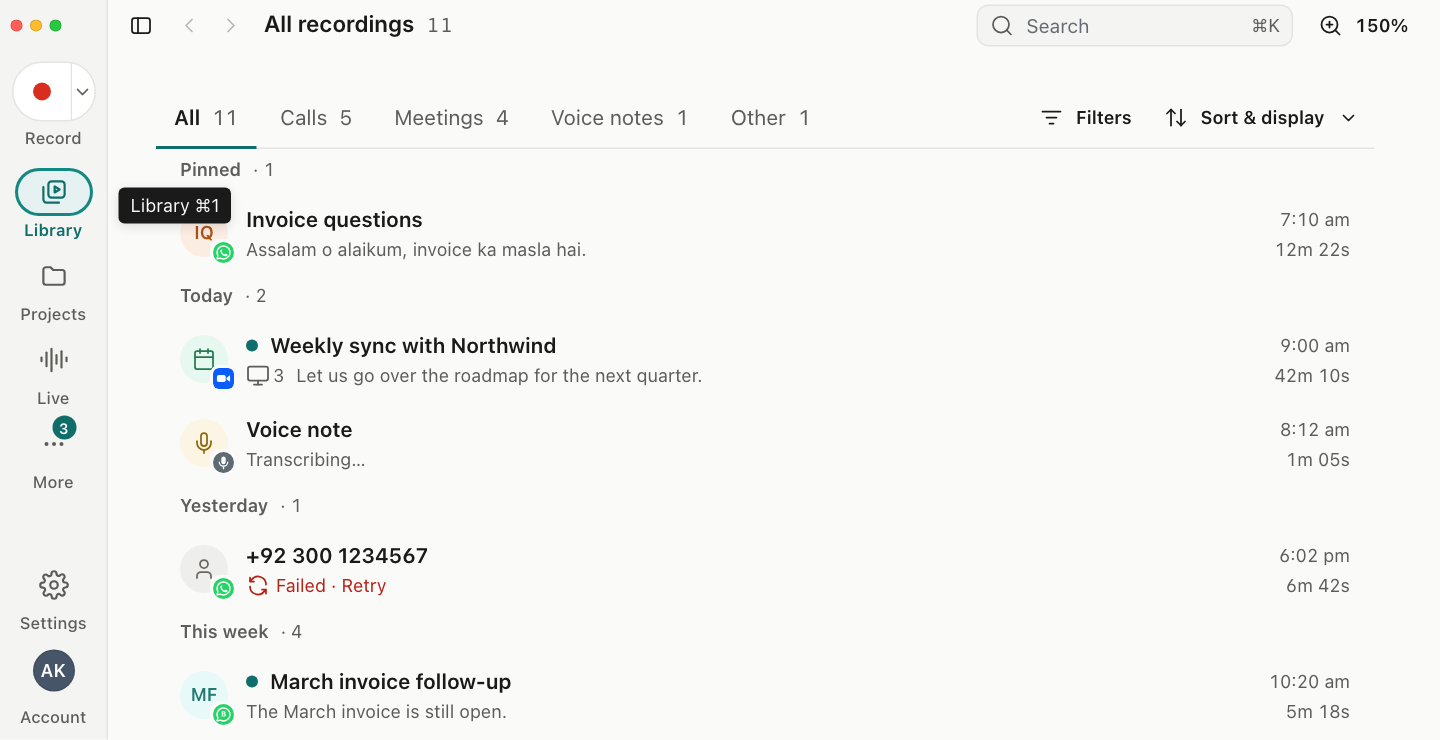 All recordings 11
Search ⌘K
150%
Record
Library
Library ⌘1
Projects
Live
3
More
Settings
AK
Account
All 11
Calls 5
Meetings 4
Voice notes 1
Other 1
Filters
Sort & display
Pinned · 1
IQ
Invoice questions
7:10 am
Assalam o alaikum, invoice ka masla hai.
12m 22s
Today · 2
Weekly sync with Northwind
9:00 am
3 Let us go over the roadmap for the next quarter.
42m 10s
Voice note
8:12 am
Transcribing...
1m 05s
Yesterday · 1
+92 300 1234567
6:02 pm
Failed · Retry
6m 42s
This week · 4
MF
March invoice follow-up
10:20 am
The March invoice is still open.
5m 18s